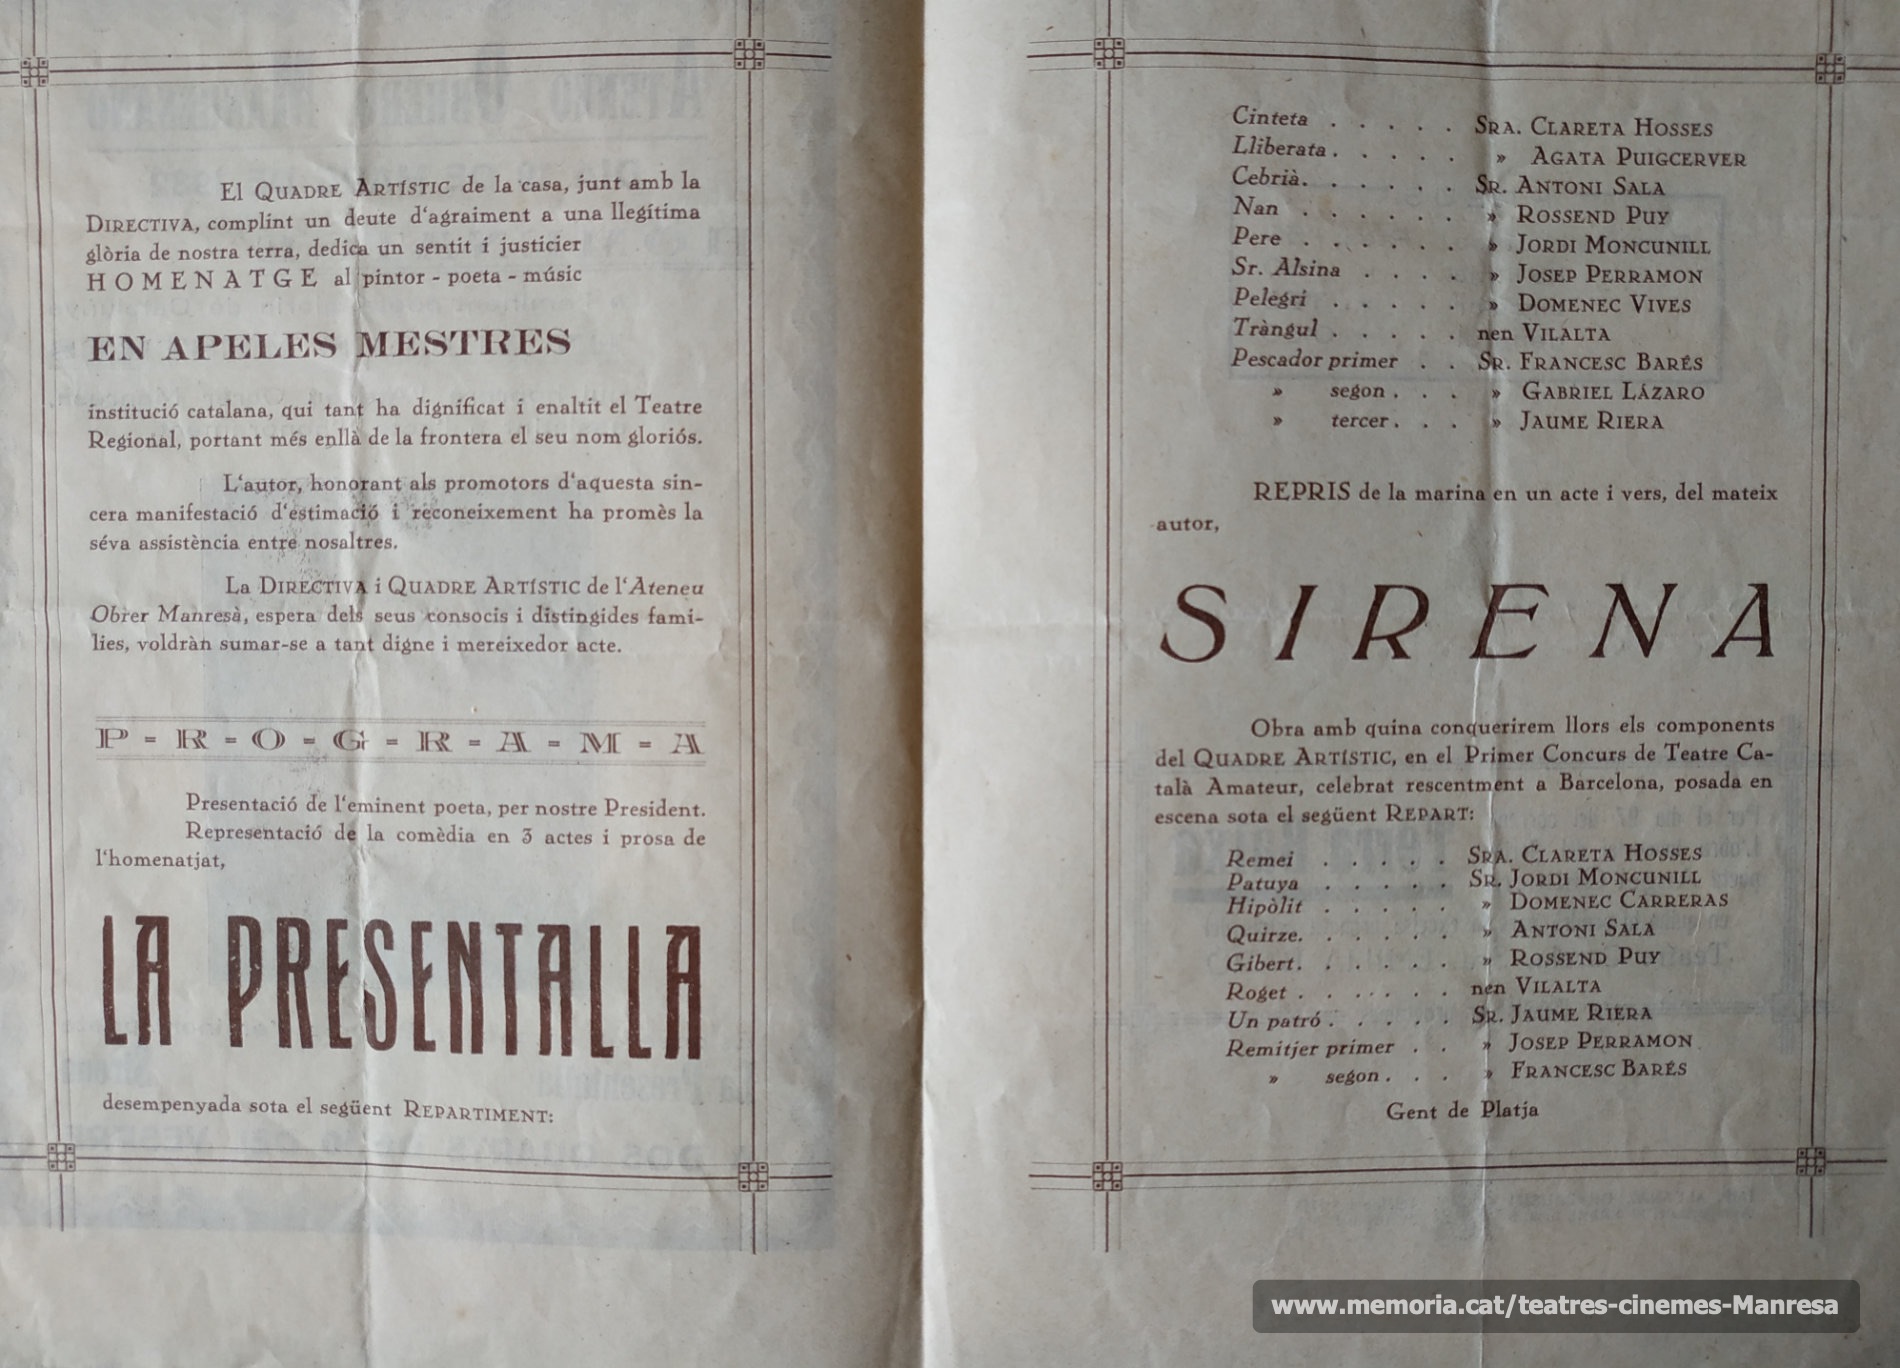 El QUADRE ARTÍSTIC de la casa, junt amb la
DIRECTIVA, complint un deute d'agraiment a una llegítima
glòria de nostra terra, dedica un sentit i justicier
HOMENATGE al pintor - poeta - músic
EN APELES MESTRES
institució catalana, qui tant ha dignificat i enaltit el Teatre
Regional, portant més enllà de la frontera el seu nom gloriós.
L'autor, honorant als promotors d'aquesta sin-
cera manifestació d'estimació i reconeixement ha promès la
séva assistència entre nosaltres.
La DIRECTIVA i QUADRE ARTÍSTIC de l'Ateneu
Obrer Manresà, espera dels seus consocis i distingides fami-
lies, voldràn sumar-se a tant digne i mereixedor acte.
P - R - O - G - R - A - M - A
Presentació de l'eminent poeta, per nostre President.
Representació de la comèdia en 3 actes i prosa de
l'homenatjat,
LA PRESENTALLA
desempenyada sota el següent REPARTIMENT:
Cinteta . . . . . SRA. CLARETA HOSSES
Lliberata . . . . . » AGATA PUIGCERVER
Cebrià. . . . . . SR. ANTONI SALA
Nan . . . . . . » ROSSEND PUY
Pere . . . . . . » JORDI MONCUNILL
Sr. Alsina . . . . » JOSEP PERRAMON
Pelegri . . . . . » DOMENEC VIVES
Tràngul . . . . . nen VILALTA
Pescador primer . . SR. FRANCESC BARÉS
» segon . . . » GABRIEL LÁZARO
» tercer . . . » JAUME RIERA
REPRIS de la marina en un acte i vers, del mateix
autor,
SIRENA
Obra amb quina conquerirem llors els components
del QUADRE ARTÍSTIC, en el Primer Concurs de Teatre Ca-
talà Amateur, celebrat rescentment a Barcelona, posada en
escena sota el següent REPART:
Remei . . . . . SRA. CLARETA HOSSES
Patuya . . . . . SR. JORDI MONCUNILL
Hipòlit . . . . . » DOMENEC CARRERAS
Quirze. . . . . . » ANTONI SALA
Gibert. . . . . . » ROSSEND PUY
Roget . . . . . . nen VILALTA
Un patró . . . . . SR. JAUME RIERA
Remitjer primer . . » JOSEP PERRAMON
» segon . . . » FRANCESC BARÉS
Gent de Platja
www.memoria.cat/teatres-cinemes-Manresa